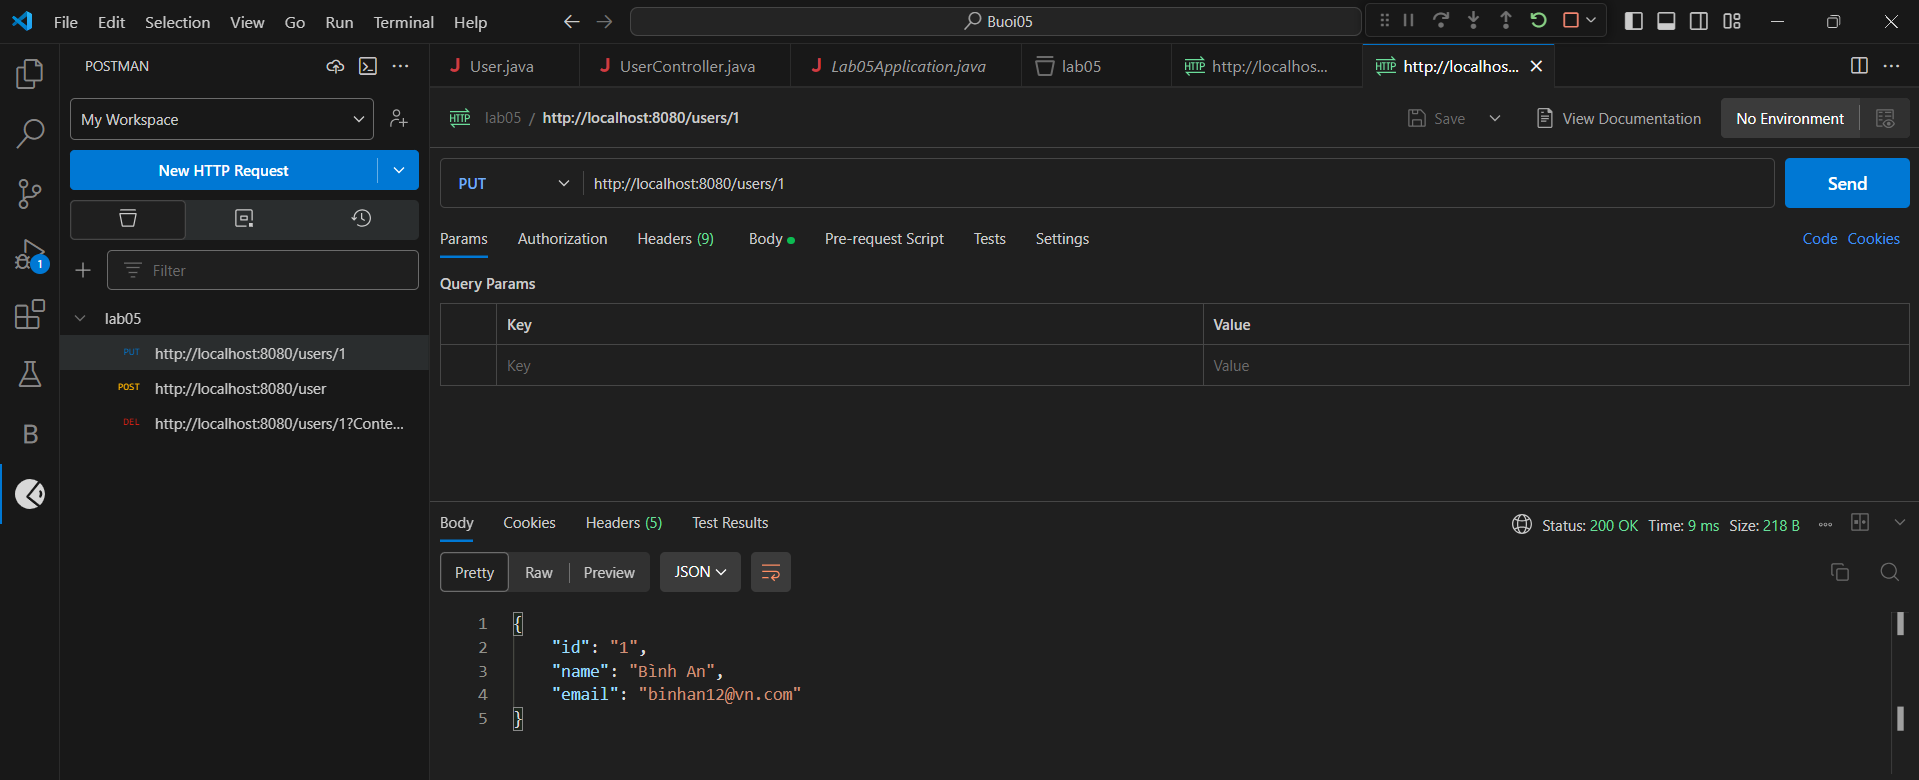 File Edit Selection View Go Run Terminal Help
Buoi05
POSTMAN
My Workspace
New HTTP Request
Filter
lab05
PUT http://localhost:8080/users/1
POST http://localhost:8080/user
DEL http://localhost:8080/users/1?Conte...
1
B
J User.java
J UserController.java
J Lab05Application.java
lab05
HTTP http://localhos...
HTTP http://localhos...
HTTP lab05 / http://localhost:8080/users/1
Save
View Documentation
No Environment
PUT http://localhost:8080/users/1
Send
Params Authorization Headers (9) Body Pre-request Script Tests Settings
Code Cookies
Query Params
Key Value
Key Value
Body Cookies Headers (5) Test Results
Status: 200 OK Time: 9 ms Size: 218 B
Pretty Raw Preview JSON
1 {
2 "id": "1",
3 "name": "Bình An",
4 "email": "binhan12@vn.com"
5 }